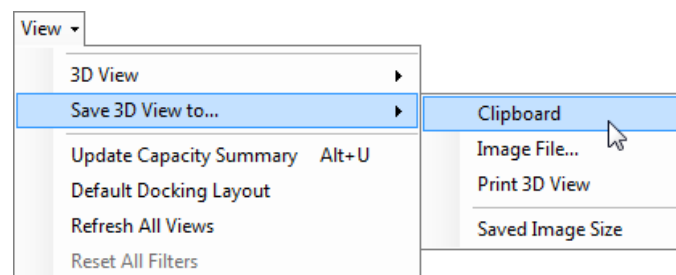 View
3D View
Save 3D View to...
Clipboard
Image File...
Print 3D View
Saved Image Size
Update Capacity Summary Alt+U
Default Docking Layout
Refresh All Views
Reset All Filters